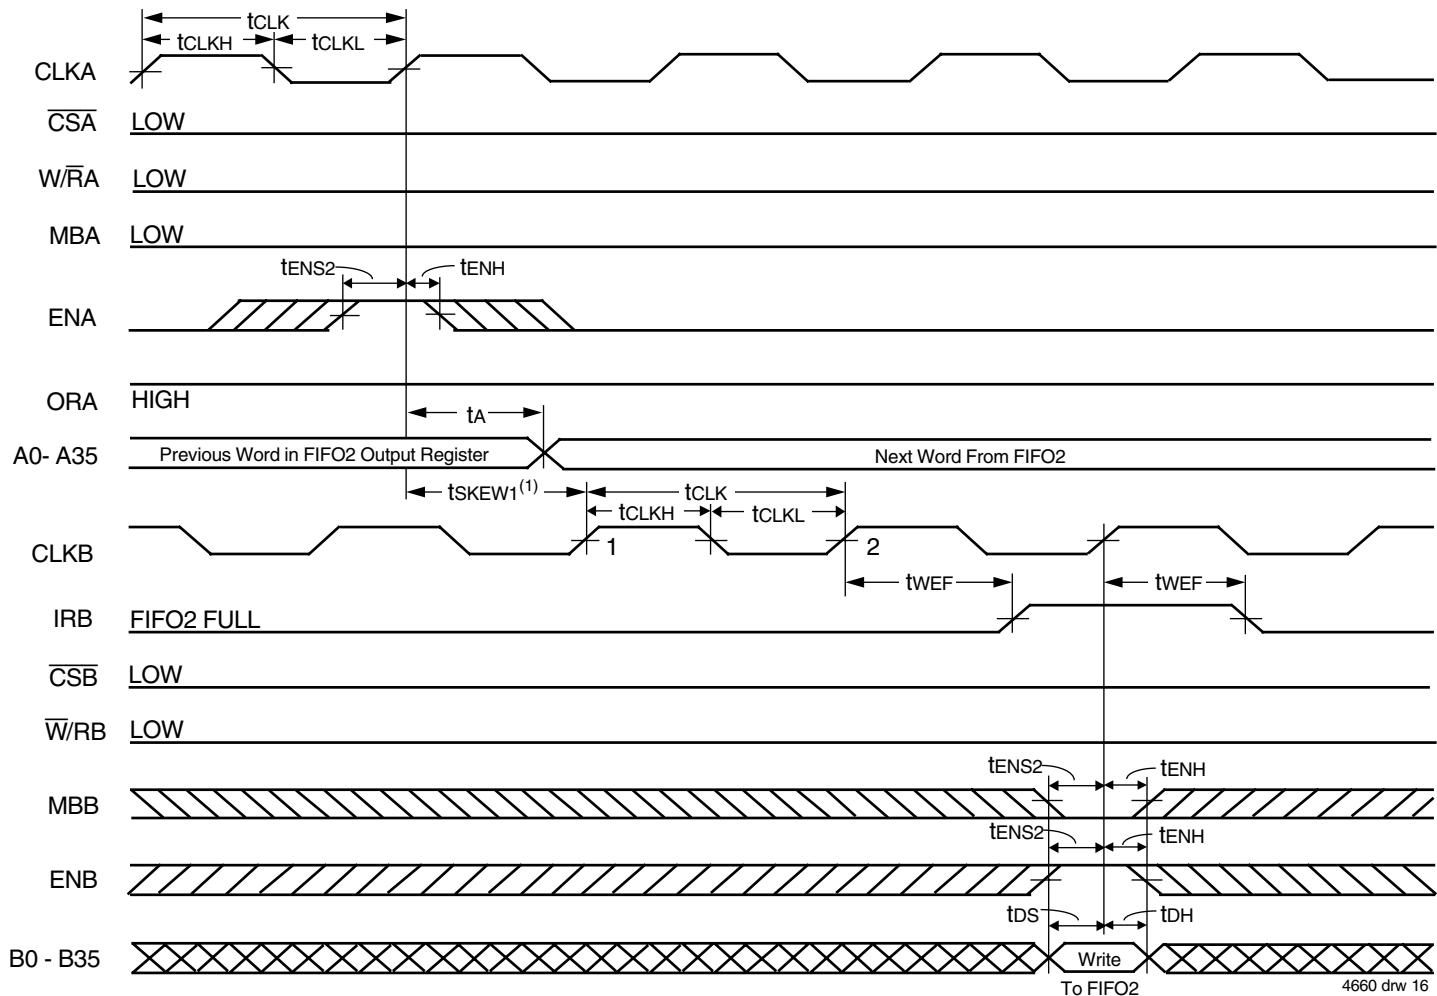 tCLK
tCLKH
tCLKL
CLKA
CSA LOW
W/RA LOW
MBA LOW
tENS2 tENH
ENA
ORA HIGH
tA
A0- A35 Previous Word in FIFO2 Output Register Next Word From FIFO2
tSKEW1(1) tCLK
tCLKH tCLKL
CLKB 1 2
tWEF tWEF
IRB FIFO2 FULL
CSB LOW
W/RB LOW
tENS2 tENH
MBB
tENS2 tENH
ENB
tDS tDH
B0 - B35 Write
To FIFO2
4660 drw 16